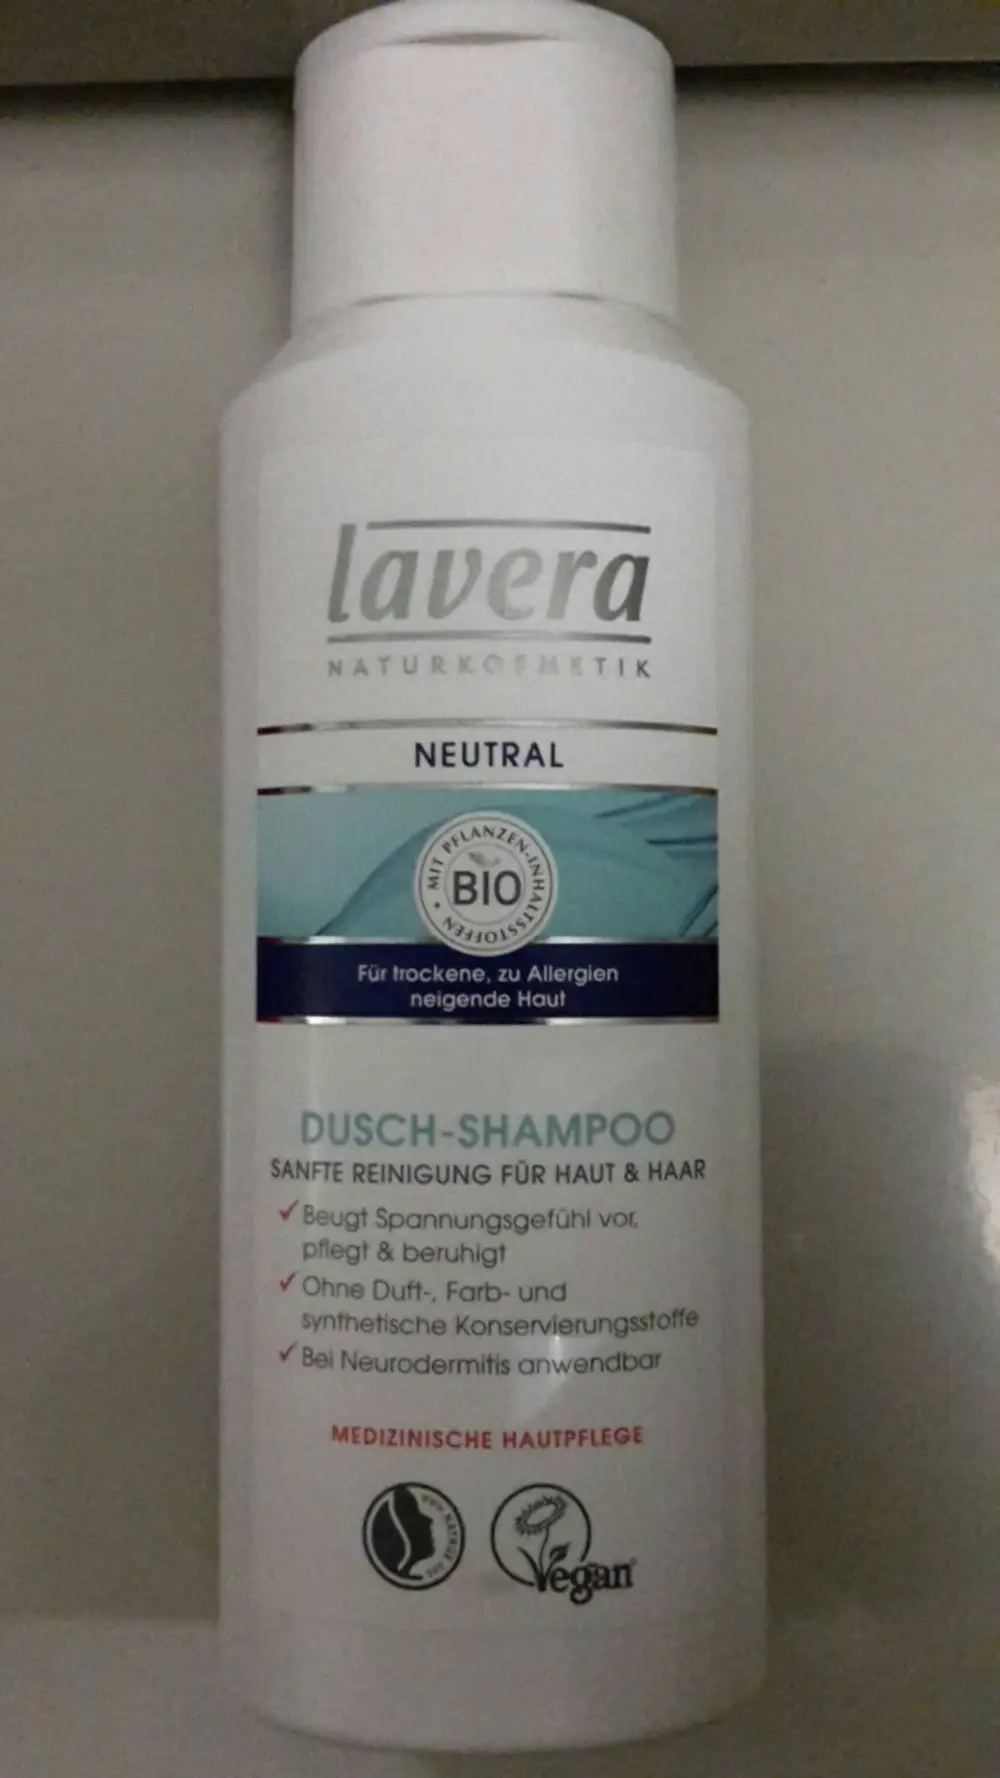 lavera
NATURKOSMETIK
NEUTRAL
MIT PFLANZEN-INHALTSSTOFFEN •
BIO
Für trockene, zu Allergien
neigende Haut
DUSCH-SHAMPOO
SANFTE REINIGUNG FÜR HAUT & HAAR
✓ Beugt Spannungsgefühl vor,
pflegt & beruhigt
✓ Ohne Duft-, Farb- und
synthetische Konservierungsstoffe
✓ Bei Neurodermitis anwendbar
MEDIZINISCHE HAUTPFLEGE
Vegan